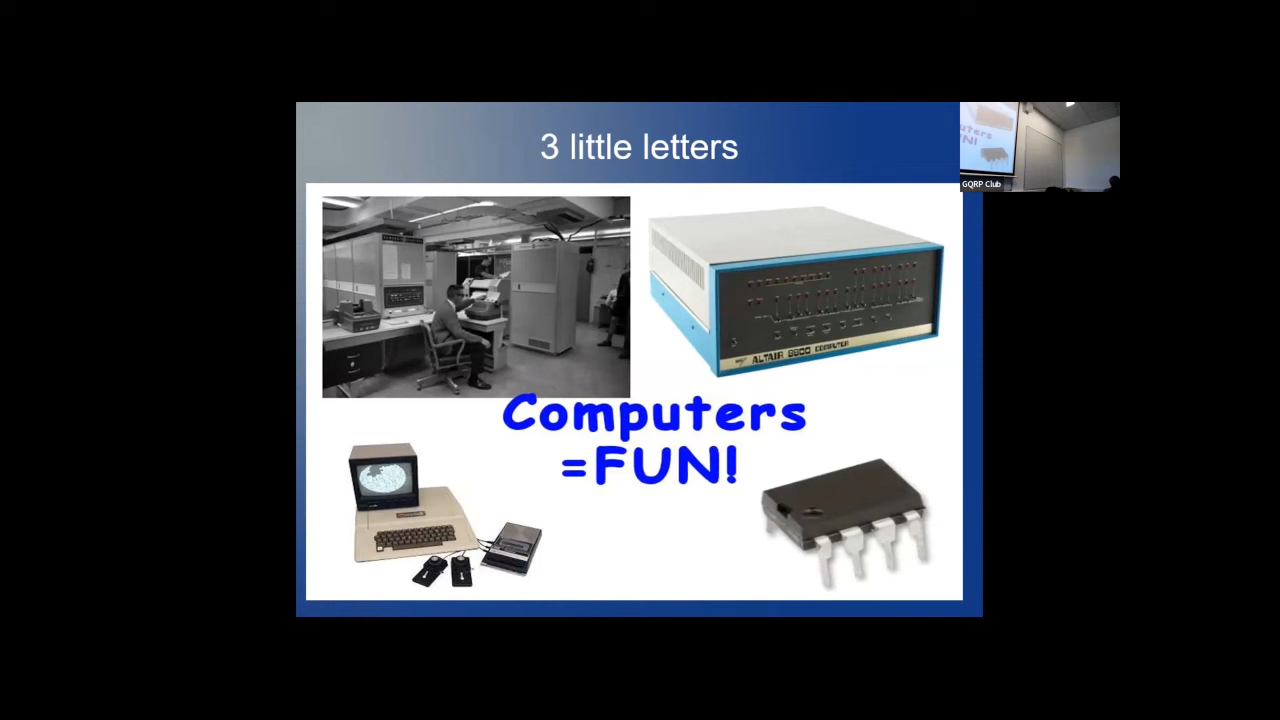 3 little letters
GQRP Club
ALTAIR 8800 COMPUTER
Computers
=FUN!